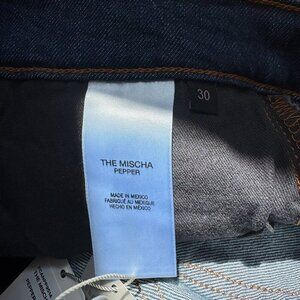 30
THE MISCHA
PEPPER
MADE IN MEXICO
FABRIQUÉ AU MEXIQUE
HECHO EN MÉXICO